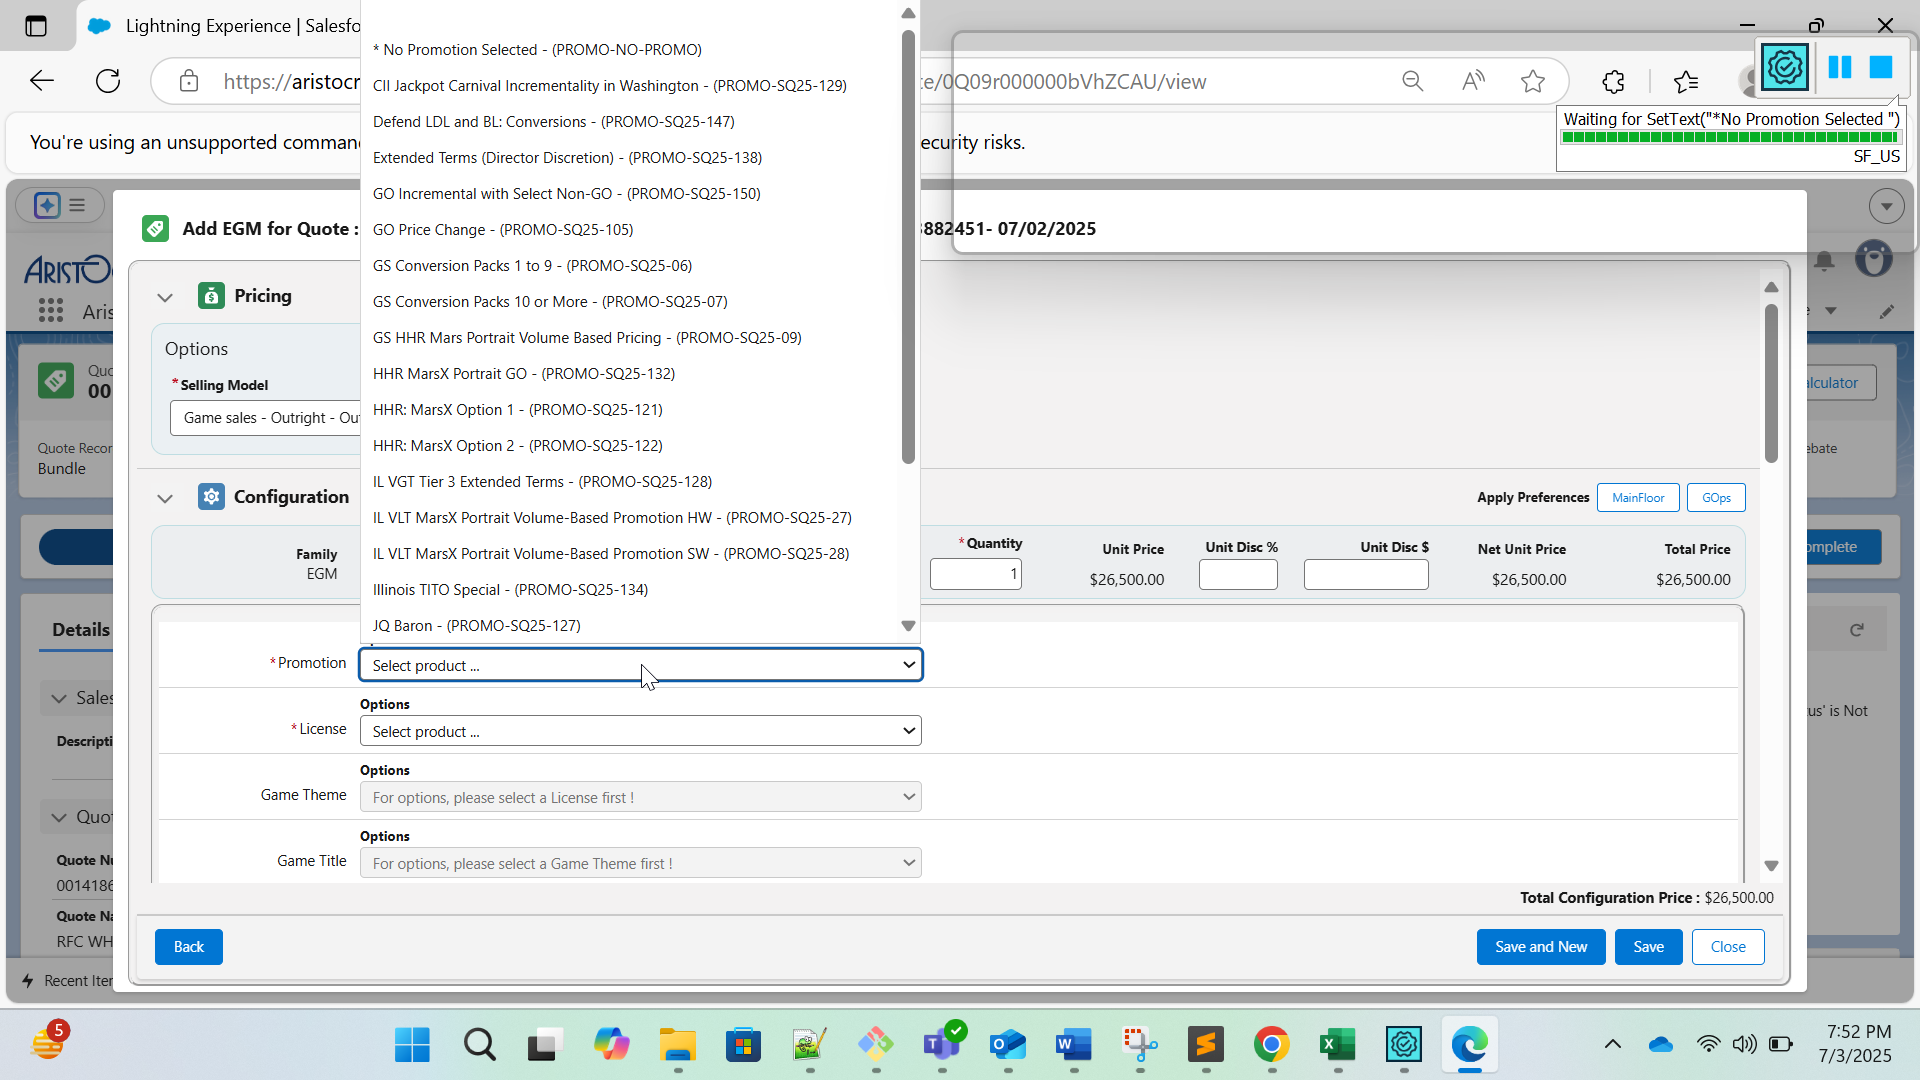 Lightning Experience | Salesfo
https://aristocr
te/0Q09r000000bVhZCAU/view
You're using an unsupported comman
ecurity risks.
Waiting for SetText("*No Promotion Selected ")
SF_US
Add EGM for Quote :
882451- 07/02/2025
* No Promotion Selected - (PROMO-NO-PROMO)
CII Jackpot Carnival Incrementality in Washington - (PROMO-SQ25-129)
Defend LDL and BL: Conversions - (PROMO-SQ25-147)
Extended Terms (Director Discretion) - (PROMO-SQ25-138)
GO Incremental with Select Non-GO - (PROMO-SQ25-150)
GO Price Change - (PROMO-SQ25-105)
GS Conversion Packs 1 to 9 - (PROMO-SQ25-06)
GS Conversion Packs 10 or More - (PROMO-SQ25-07)
GS HHR Mars Portrait Volume Based Pricing - (PROMO-SQ25-09)
HHR MarsX Portrait GO - (PROMO-SQ25-132)
HHR: MarsX Option 1 - (PROMO-SQ25-121)
HHR: MarsX Option 2 - (PROMO-SQ25-122)
IL VGT Tier 3 Extended Terms - (PROMO-SQ25-128)
IL VLT MarsX Portrait Volume-Based Promotion HW - (PROMO-SQ25-27)
IL VLT MarsX Portrait Volume-Based Promotion SW - (PROMO-SQ25-28)
Illinois TITO Special - (PROMO-SQ25-134)
JQ Baron - (PROMO-SQ25-127)
ARISTOC
Aris
Pricing
Options
*Selling Model
Game sales - Outright - Ou
Quo
00
alculator
Quote Recor
Bundle
ebate
Configuration
Apply Preferences
MainFloor
GOps
Family
EGM
*Quantity
1
Unit Price
$26,500.00
Unit Disc %
Unit Disc $
Net Unit Price
$26,500.00
Total Price
$26,500.00
omplete
Details
*Promotion
Select product ...
Sales
Options
*License
Select product ...
us' is Not
Descripti
Options
Game Theme
For options, please select a License first !
Quot
Options
Game Title
For options, please select a Game Theme first !
Quote Nu
0014186
Quote Na
RFC WH
Total Configuration Price : $26,500.00
Back
Save and New
Save
Close
Recent Iter
5
7:52 PM
7/3/2025